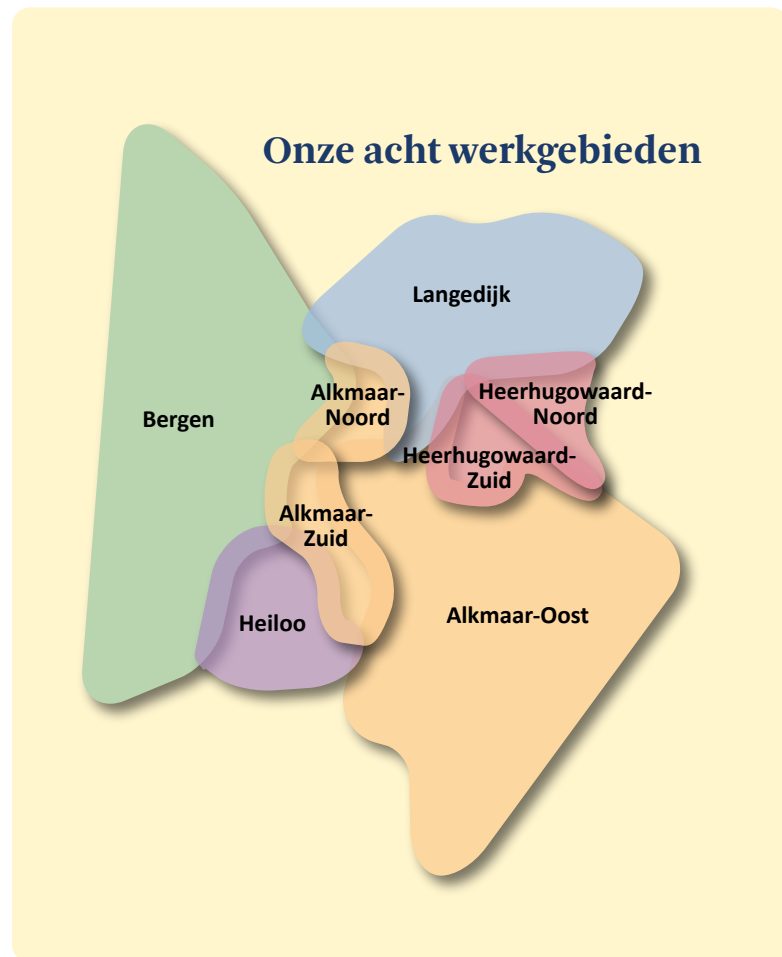 Onze acht werkgebieden
Langedijk
Alkmaar-
Noord
Heerhugowaard-
Noord
Bergen
Heerhugowaard-
Zuid
Alkmaar-
Zuid
Heiloo
Alkmaar-Oost